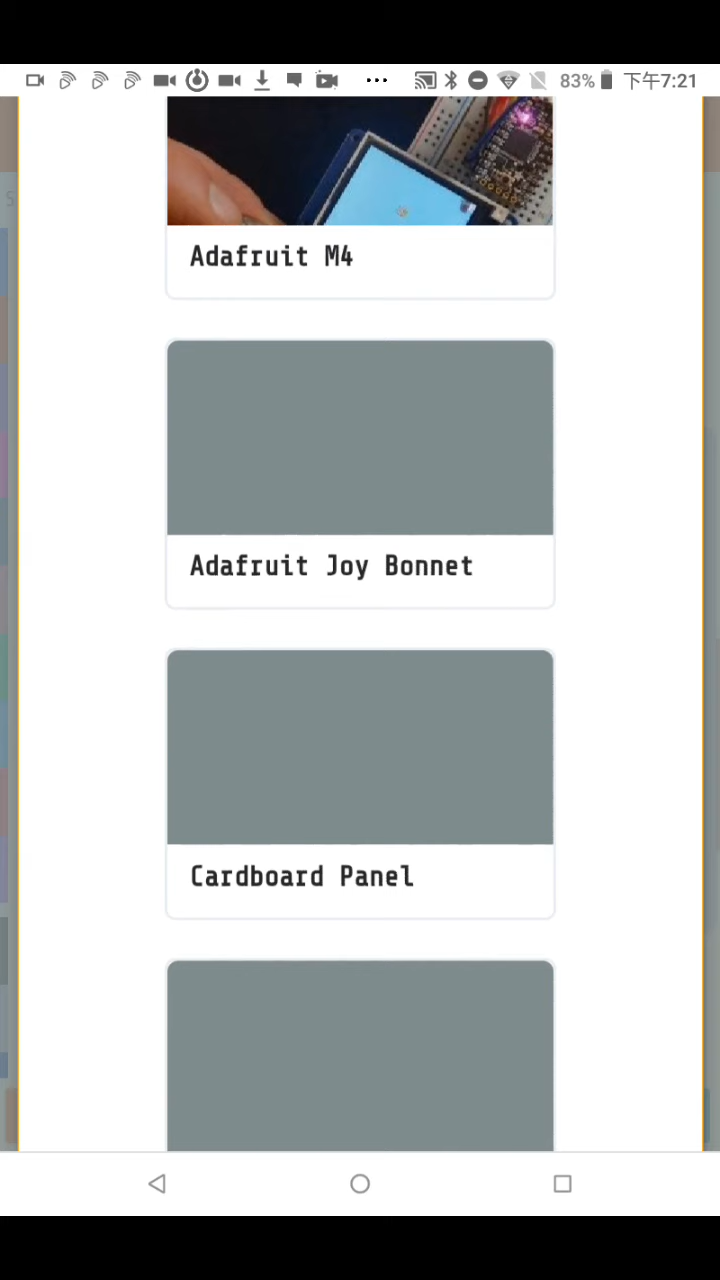 83% 下午7:21
S
Adafruit M4
Adafruit Joy Bonnet
Cardboard Panel